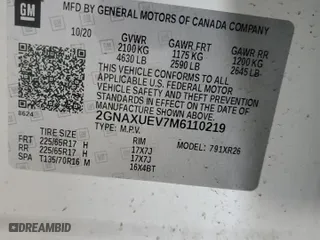 GM
MFD BY GENERAL MOTORS OF CANADA COMPANY
10/20
GVWR GAWR FRT GAWR RR
2100 KG 1175 KG 1200 KG
4630 LB 2590 LB 2645 LB
THIS VEHICLE CONFORMS TO ALL
APPLICABLE U.S. FEDERAL MOTOR
VEHICLE SAFETY, BUMPER, AND THEFT
PREVENTION STANDARDS IN EFFECT
ON THE DATE OF MANUFACTURE
SHOWN ABOVE.
8624
2GNAXUEV7M6110219
TYPE: M.P.V. MODEL: 791XR26
TIRE SIZE RIM
FRT 225/65R17 H 17X7J
RR 225/65R17 H 17X7J
SPA T135/70R16 M 16X4BT